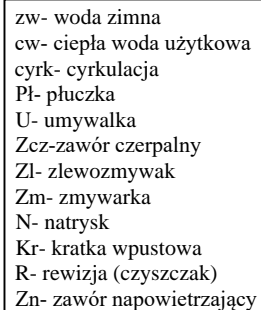 zw- woda zimna
cw- ciepła woda użytkowa
cyrk- cyrkulacja
Pł- płuczka
U- umywalka
Zcz-zawór czerpalny
Zl- zlewozmywak
Zm- zmywarka
N- natrysk
Kr- kratka wpustowa
R- rewizja (czyszczak)
Zn- zawór napowietrzający